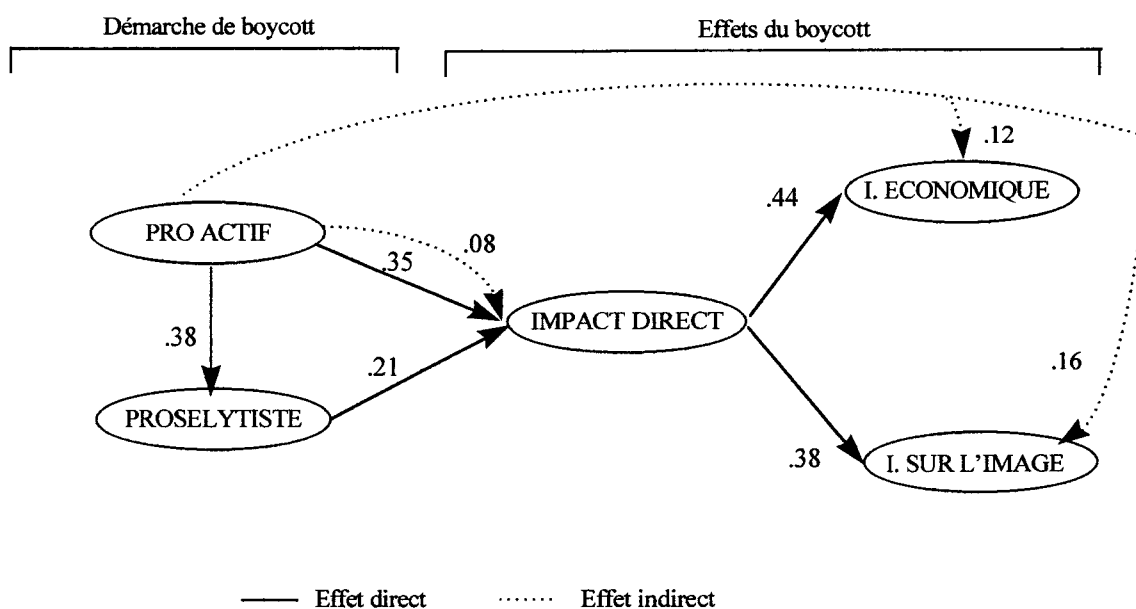 Démarche de boycott
Effets du boycott
.12
I. ECONOMIQUE
.44
PRO ACTIF
.08
.35
IMPACT DIRECT
.38
.21
.16
PROSELYTISTE
.38
I. SUR L'IMAGE
Effet direct
Effet indirect